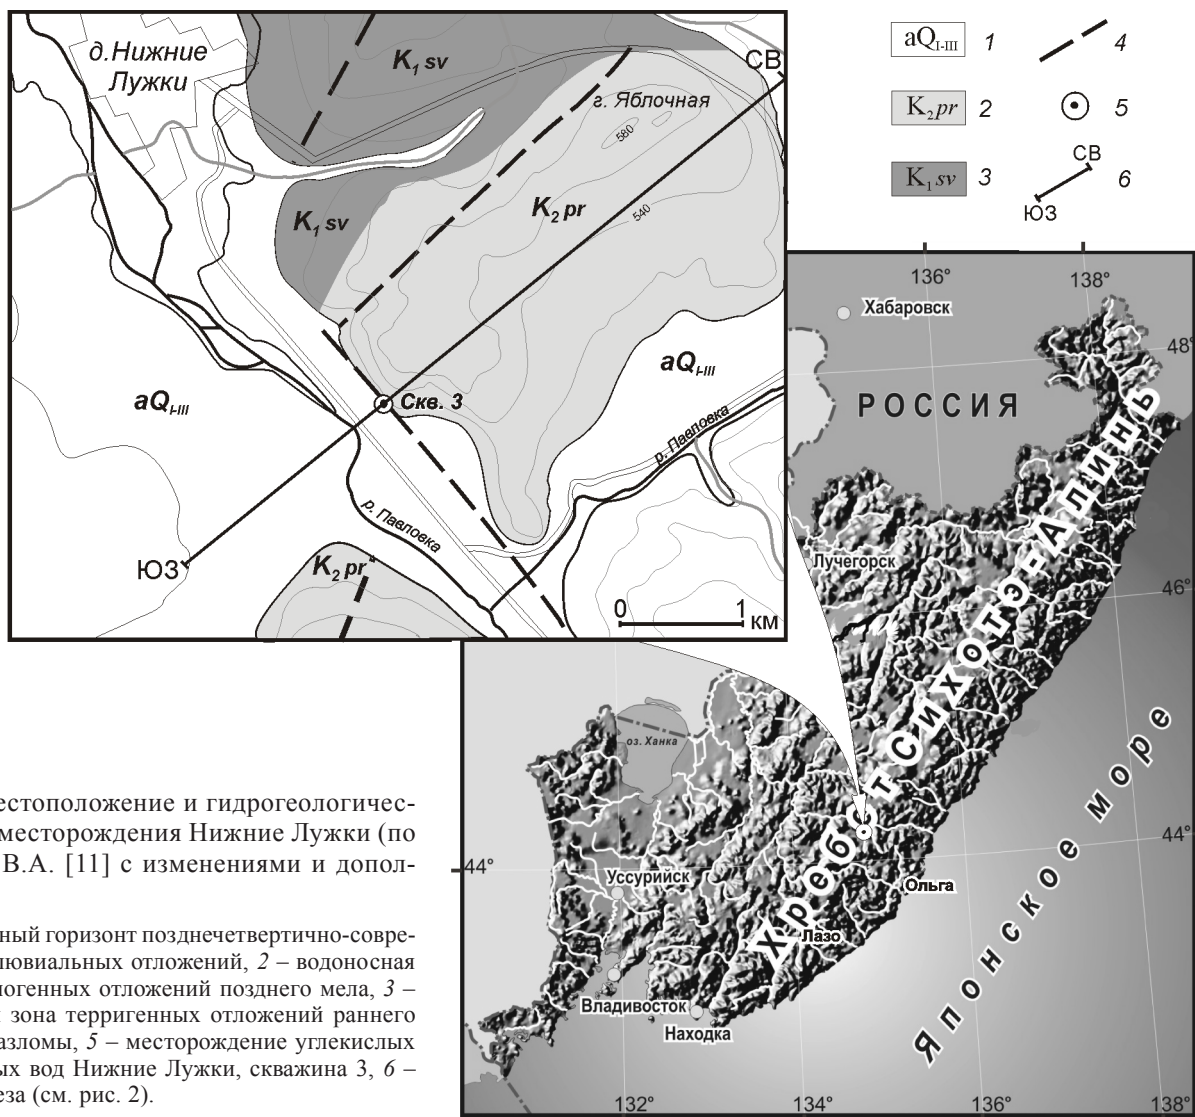 д.Нижние
Лужки
K₁ sv
СВ
г. Яблочная
580
K₁ sv
K₂ pr
540
aQI-III
Скв. 3
aQI-III
р. Павловка
р. Павловка
ЮЗ
K₂ pr
0 1 км
aQI-III 1
4
K₂pr 2
5
K₁ sv 3
СВ
6
ЮЗ
136° 138°
Хабаровск
48°
РОССИЯ
Лучегорск
46°
Хребет Сихотэ-Алинь
оз. Ханка
44°
44°
Уссурийск
Ольга
Лазо
Японское море
Владивосток
Находка
132° 134° 136° 138°
естоположение и гидрогеологичес-
месторождения Нижние Лужки (по
В.А. [11] с изменениями и допол-
ный горизонт позднечетвертично-совре-
лювиальных отложений, 2 – водоносная
ногенных отложений позднего мела, 3 –
зона терригенных отложений раннего
азломы, 5 – месторождение углекислых
ых вод Нижние Лужки, скважина 3, 6 –
еза (см. рис. 2).